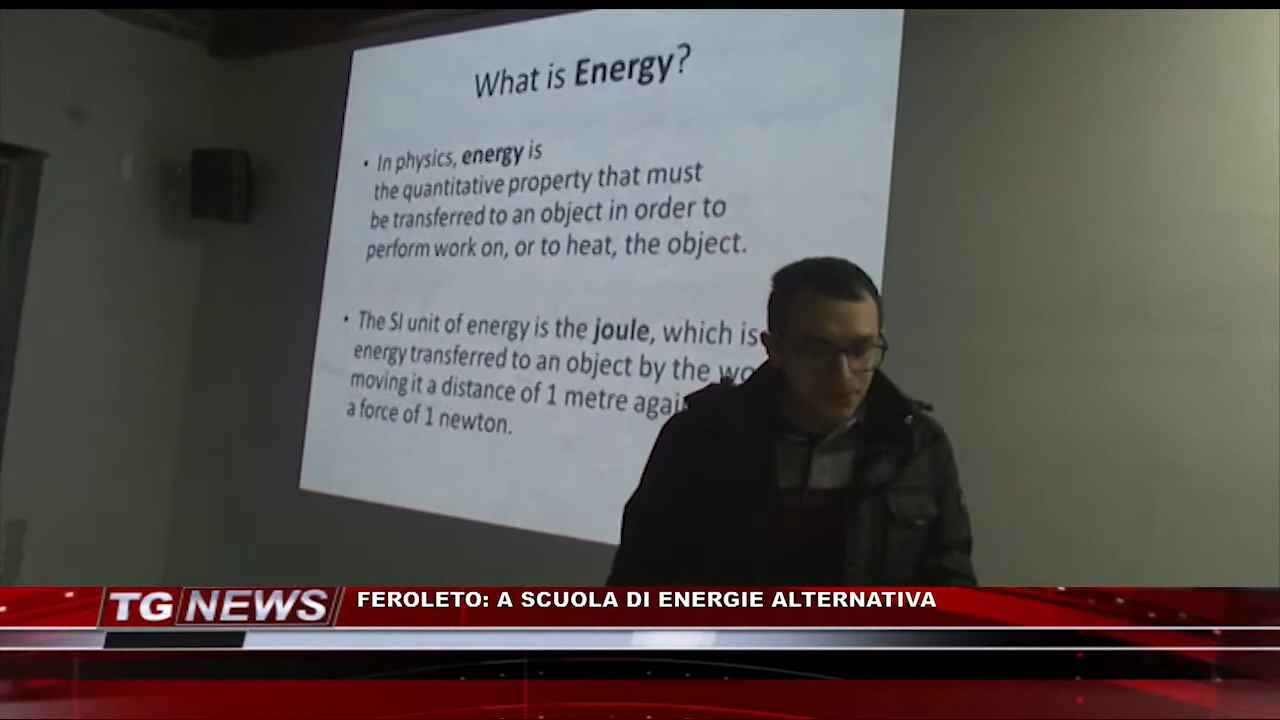 What is Energy?
• In physics, energy is
the quantitative property that must
be transferred to an object in order to
perform work on, or to heat, the object.
• The SI unit of energy is the joule, which is
energy transferred to an object by the
moving it a distance of 1 metre
a force of 1 newton.
TG NEWS
FEROLETO: A SCUOLA DI ENERGIE ALTERNATIVA